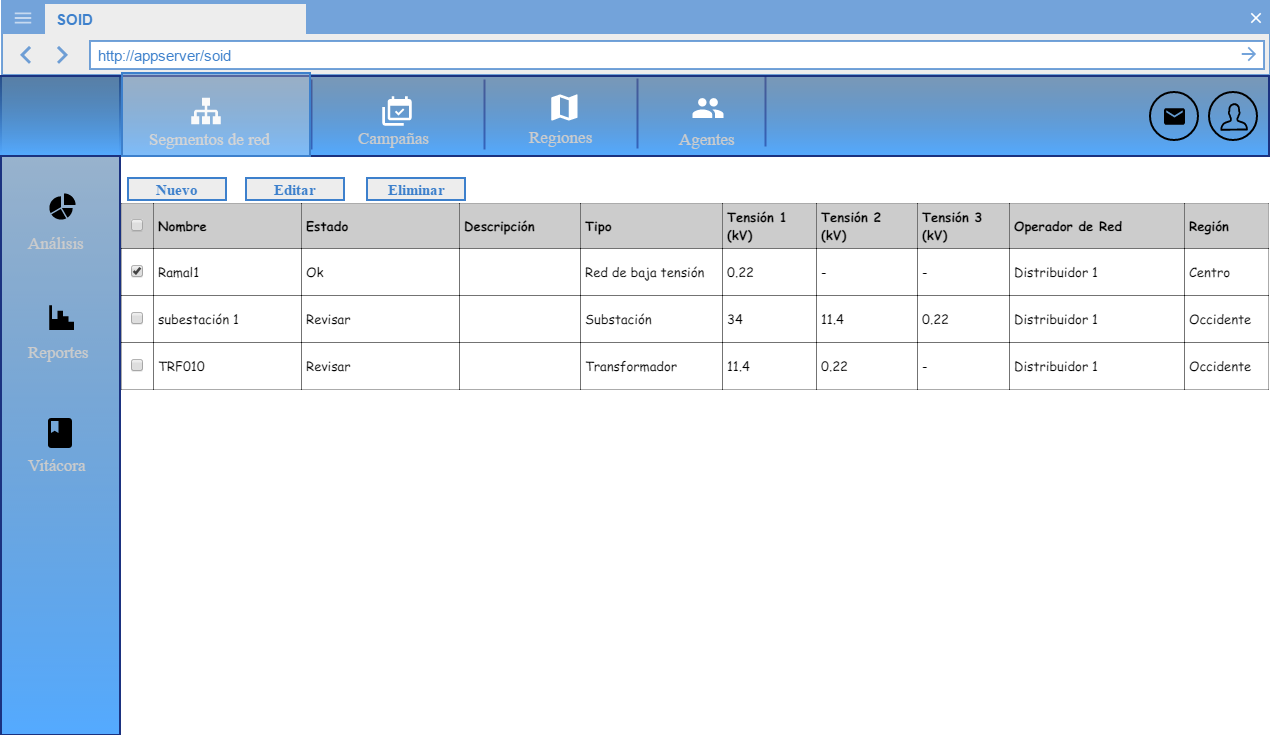 SOID
http://appserver/soid
Segmentos de red
Campañas
Regiones
Agentes
Análisis
Reportes
Vitácora
Nuevo Editar Eliminar
Nombre Estado Descripción Tipo Tensión 1 (kV) Tensión 2 (kV) Tensión 3 (kV) Operador de Red Región
Ramal1 Ok Red de baja tensión 0.22 - - Distribuidor 1 Centro
subestación 1 Revisar Substación 34 11.4 0.22 Distribuidor 1 Occidente
TRF010 Revisar Transformador 11.4 0.22 - Distribuidor 1 Occidente